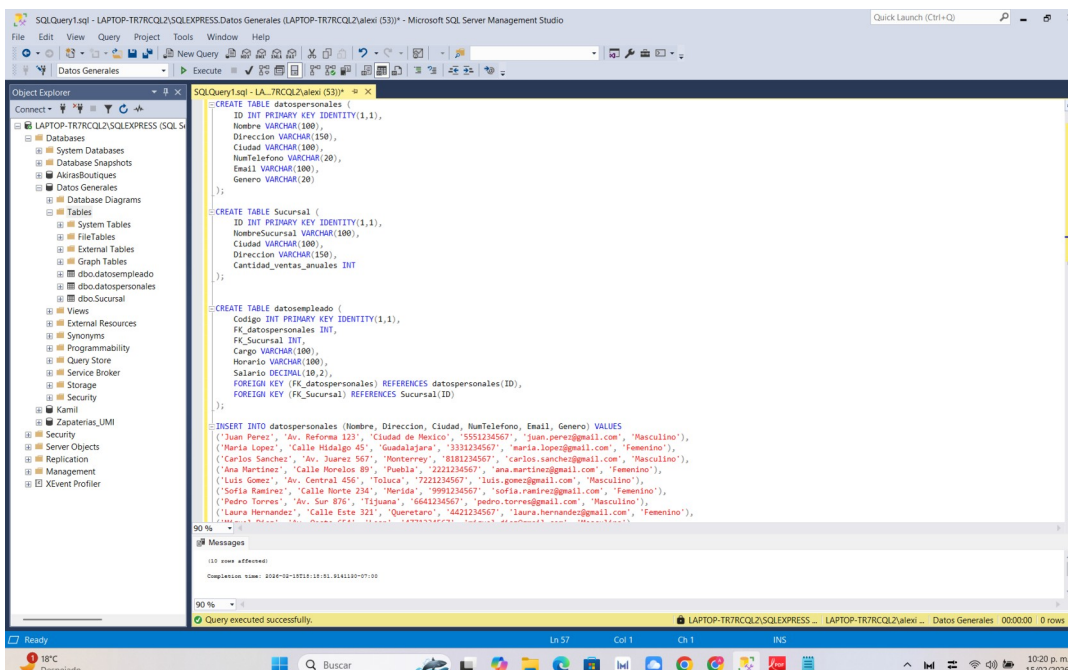 SQLQuery1.sql - LAPTOP-TR7RCQL2\SQLEXPRESS.Datos Generales (LAPTOP-TR7RCQL2\alexi (53))* - Microsoft SQL Server Management Studio
Quick Launch (Ctrl+Q)
File Edit View Query Project Tools Window Help
New Query
Datos Generales Execute
Object Explorer
SQLQuery1.sql - LA...7RCQL2\alexi (53))*
Connect
LAPTOP-TR7RCQL2\SQLEXPRESS (SQL Se
Databases
System Databases
Database Snapshots
AkirasBoutiques
Datos Generales
Database Diagrams
Tables
System Tables
FileTables
External Tables
Graph Tables
dbo.datosempleado
dbo.datospersonales
dbo.Sucursal
Views
External Resources
Synonyms
Programmability
Query Store
Service Broker
Storage
Security
Kamil
Zapaterias_UMI
Security
Server Objects
Replication
Management
XEvent Profiler
CREATE TABLE datospersonales (
ID INT PRIMARY KEY IDENTITY(1,1),
Nombre VARCHAR(100),
Direccion VARCHAR(150),
Ciudad VARCHAR(100),
NumTelefono VARCHAR(20),
Email VARCHAR(100),
Genero VARCHAR(20)
);
CREATE TABLE Sucursal (
ID INT PRIMARY KEY IDENTITY(1,1),
NombreSucursal VARCHAR(100),
Ciudad VARCHAR(100),
Direccion VARCHAR(150),
Cantidad_ventas_anuales INT
);
CREATE TABLE datosempleado (
Codigo INT PRIMARY KEY IDENTITY(1,1),
FK_datospersonales INT,
FK_Sucursal INT,
Cargo VARCHAR(100),
Horario VARCHAR(100),
Salario DECIMAL(10,2),
FOREIGN KEY (FK_datospersonales) REFERENCES datospersonales(ID),
FOREIGN KEY (FK_Sucursal) REFERENCES Sucursal(ID)
);
INSERT INTO datospersonales (Nombre, Direccion, Ciudad, NumTelefono, Email, Genero) VALUES
('Juan Perez', 'Av. Reforma 123', 'Ciudad de Mexico', '5551234567', 'juan.perez@gmail.com', 'Masculino'),
('Maria Lopez', 'Calle Hidalgo 45', 'Guadalajara', '3331234567', 'maria.lopez@gmail.com', 'Femenino'),
('Carlos Sanchez', 'Av. Juarez 567', 'Monterrey', '8181234567', 'carlos.sanchez@gmail.com', 'Masculino'),
('Ana Martinez', 'Calle Morelos 89', 'Puebla', '2221234567', 'ana.martinez@gmail.com', 'Femenino'),
('Luis Gomez', 'Av. Central 456', 'Toluca', '7221234567', 'luis.gomez@gmail.com', 'Masculino'),
('Sofia Ramirez', 'Calle Norte 234', 'Merida', '9991234567', 'sofia.ramirez@gmail.com', 'Femenino'),
('Pedro Torres', 'Av. Sur 876', 'Tijuana', '6641234567', 'pedro.torres@gmail.com', 'Masculino'),
('Laura Hernandez', 'Calle Este 321', 'Queretaro', '4421234567', 'laura.hernandez@gmail.com', 'Femenino'),
90 %
Messages
(10 rows affected)
Completion time: 2026-02-15T18:18:51.9141130-07:00
90 %
Query executed successfully.
LAPTOP-TR7RCQL2\SQLEXPRESS ... LAPTOP-TR7RCQL2\alexi ... Datos Generales 00:00:00 0 rows
Ready Ln 57 Col 1 Ch 1 INS
1 18°C
Despejado
Buscar
10:20 p. m.
15/02/2026